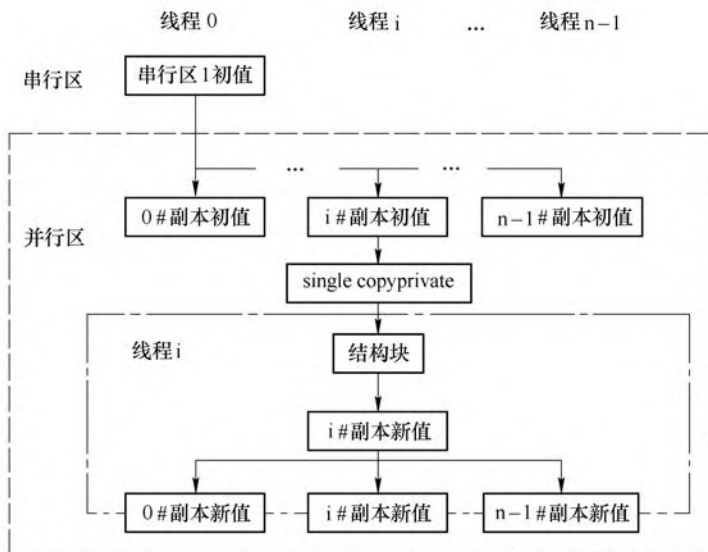 线程 0 线程 i … 线程 n-1
串行区 串行区 1 初值
… …
0#副本初值 i#副本初值 n-1#副本初值
并行区
single copyprivate
线程 i 结构块
i#副本新值
0#副本新值 i#副本新值 n-1#副本新值